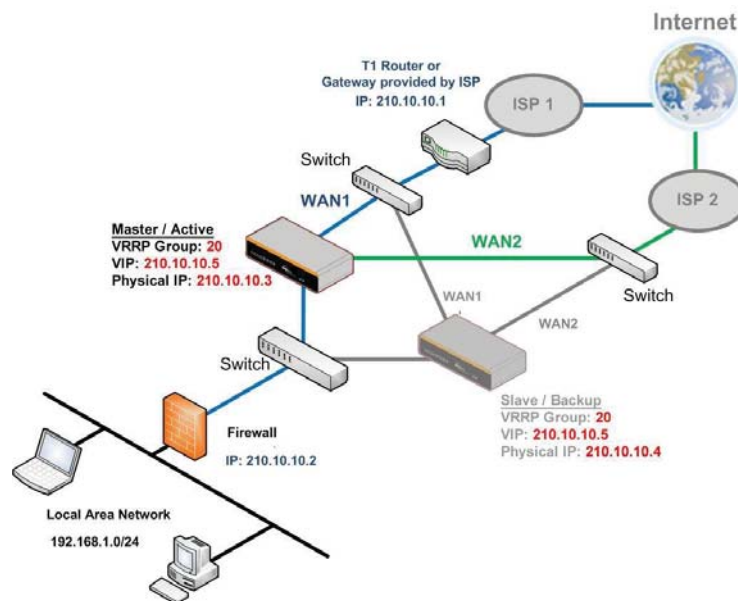 Internet
T1 Router or
Gateway provided by ISP
IP: 210.10.10.1
ISP 1
Switch
WAN1
ISP 2
Master / Active
VRRP Group: 20
VIP: 210.10.10.5
Physical IP: 210.10.10.3
WAN2
Switch
WAN1
WAN2
Switch
Slave / Backup
VRRP Group: 20
VIP: 210.10.10.5
Physical IP: 210.10.10.4
Firewall
IP: 210.10.10.2
Local Area Network
192.168.1.0/24